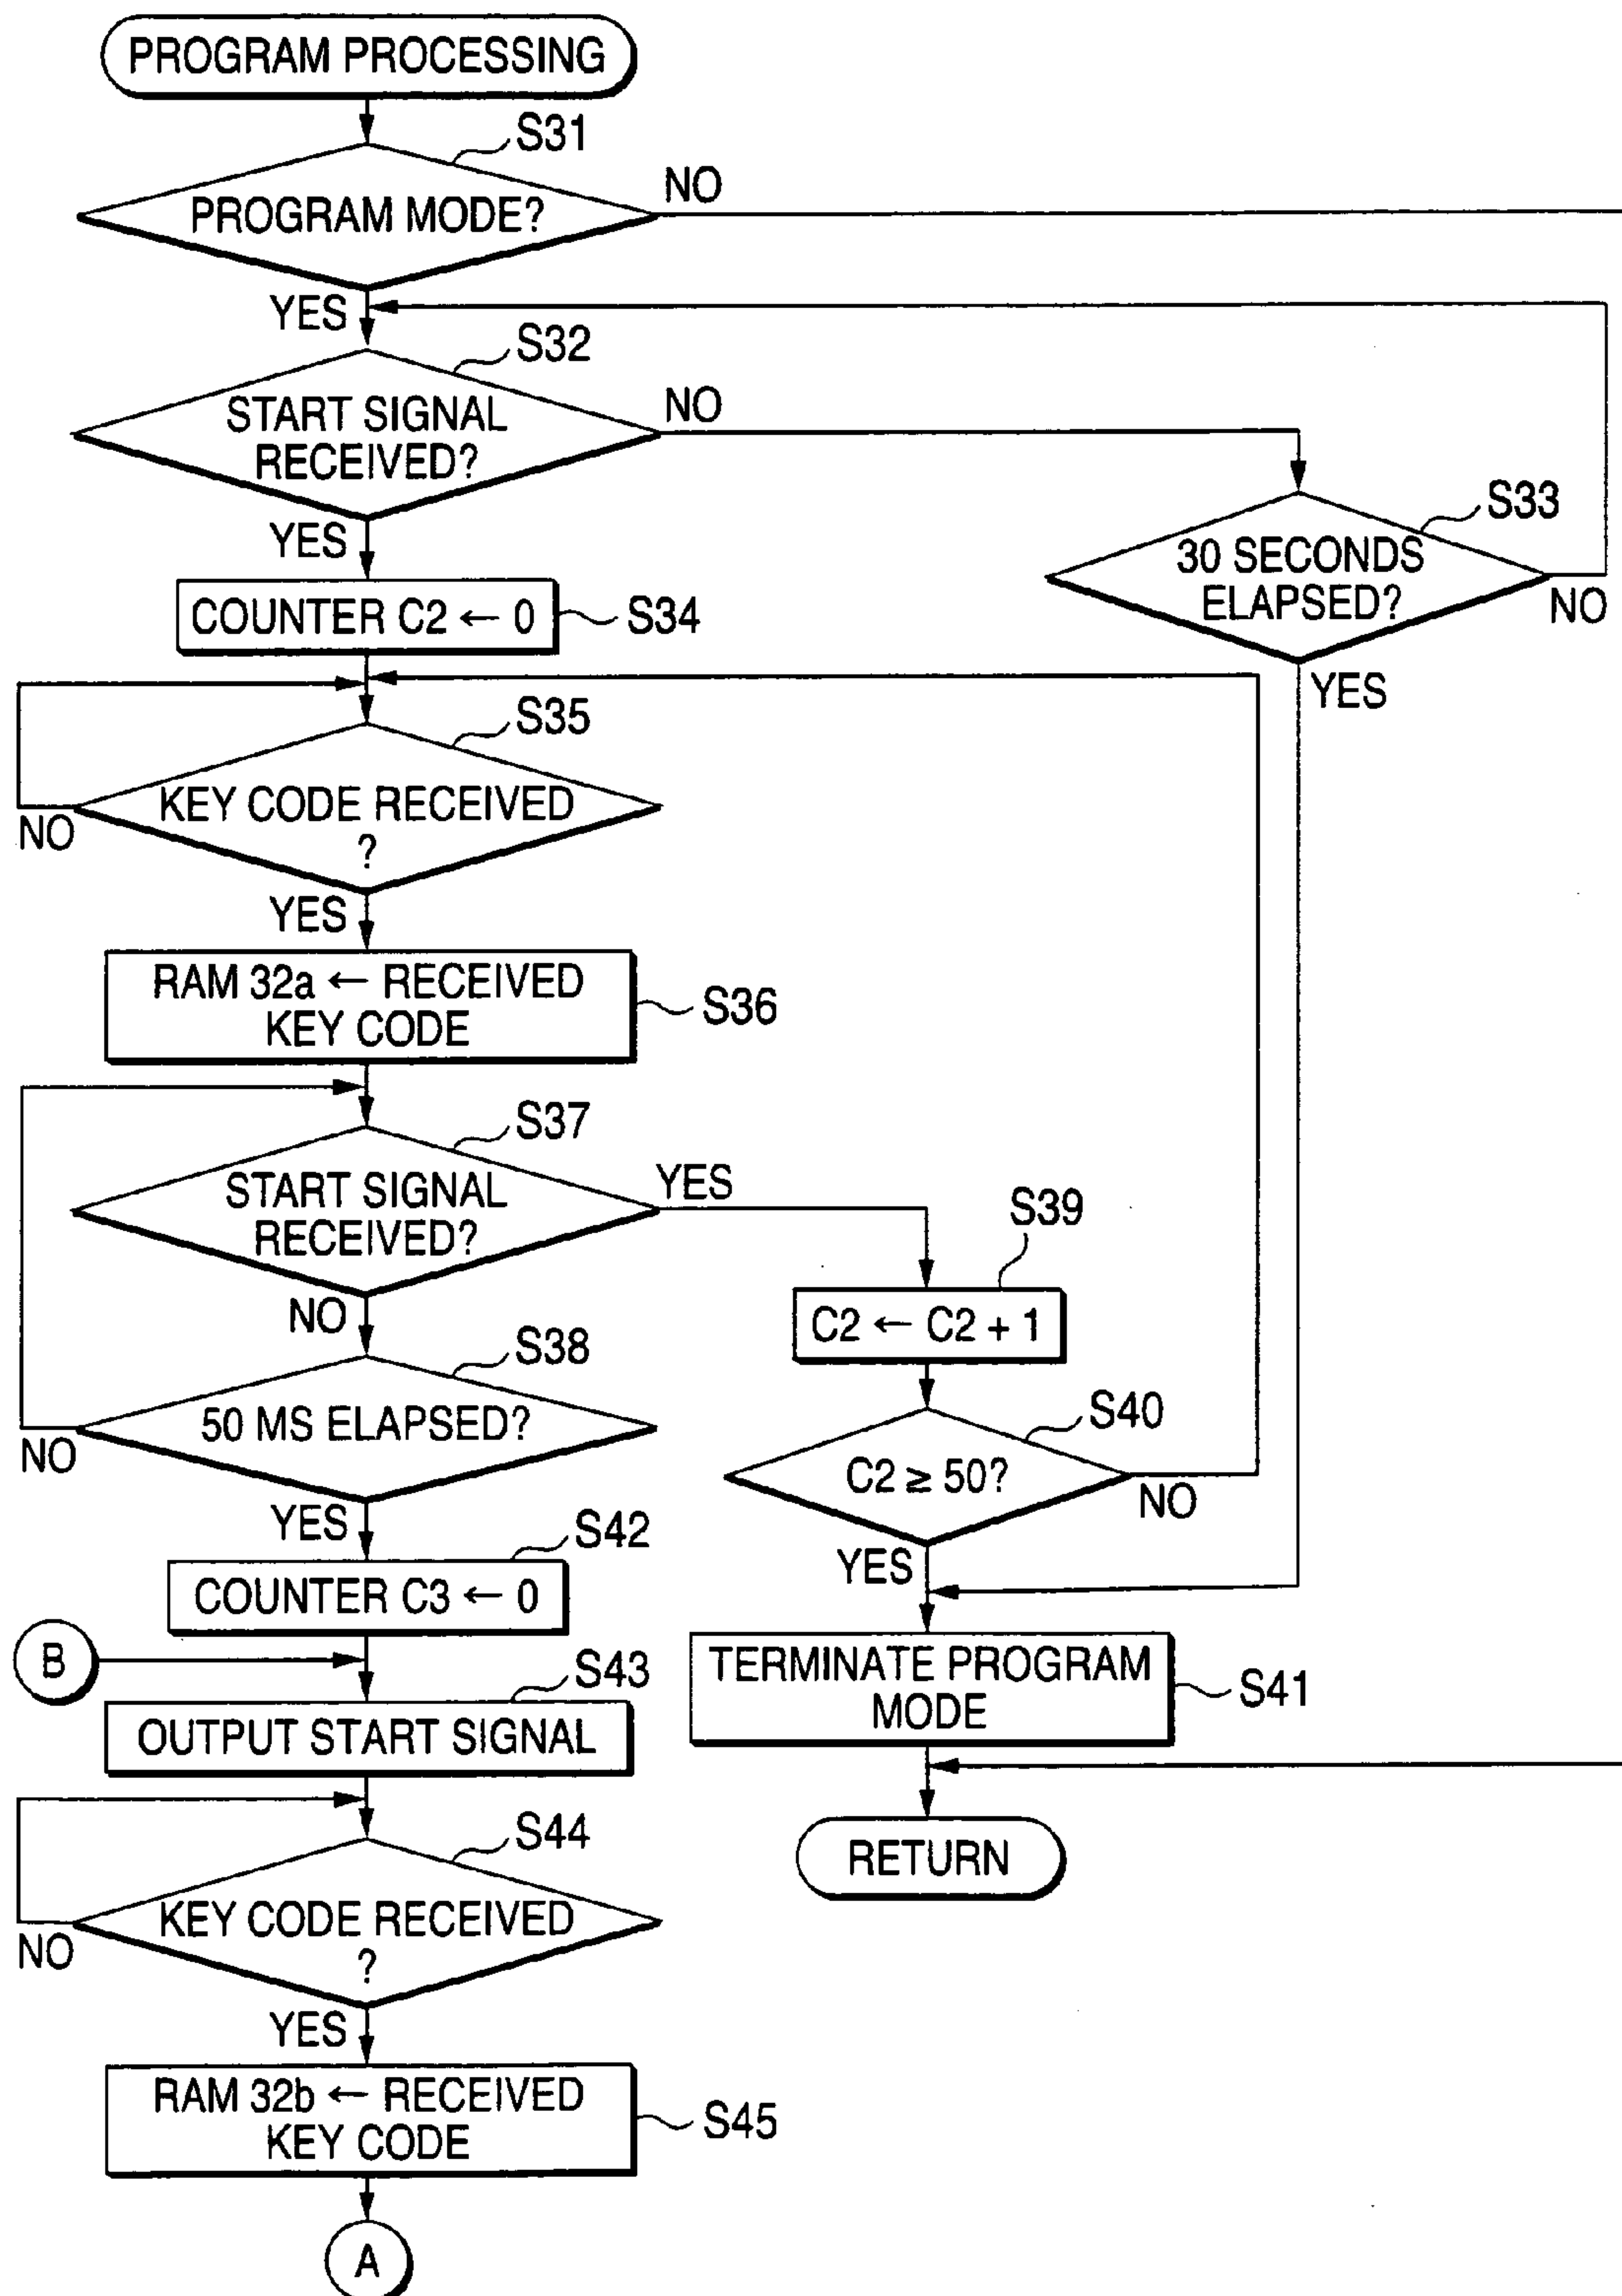 PROGRAM PROCESSING
S31
PROGRAM MODE?
NO
YES
S32
START SIGNAL
RECEIVED?
NO
YES
S33
30 SECONDS
ELAPSED?
NO
YES
COUNTER C2 ← 0
S34
S35
KEY CODE RECEIVED
?
NO
YES
RAM 32a ← RECEIVED
KEY CODE
S36
S37
START SIGNAL
RECEIVED?
YES
NO
S39
C2 ← C2 + 1
S38
50 MS ELAPSED?
NO
YES
S40
C2 ≥ 50?
NO
YES
S42
COUNTER C3 ← 0
B
S43
OUTPUT START SIGNAL
TERMINATE PROGRAM
MODE
S41
RETURN
S44
KEY CODE RECEIVED
?
NO
YES
RAM 32b ← RECEIVED
KEY CODE
S45
A